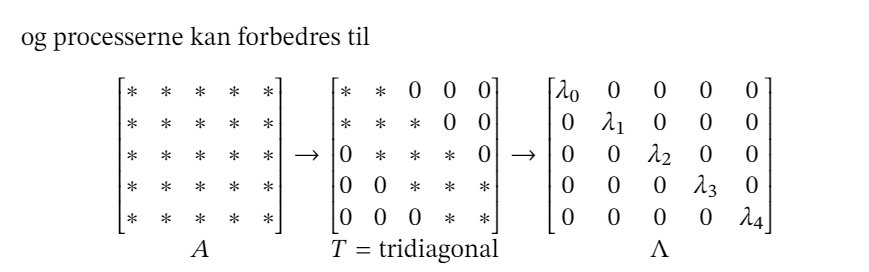 og processerne kan forbedres til
[* * * * *] [* * 0 0 0] [λ0 0 0 0 0]
[* * * * *] [* * * 0 0] [0 λ1 0 0 0]
[* * * * *] → [0 * * * 0] → [0 0 λ2 0 0]
[* * * * *] [0 0 * * *] [0 0 0 λ3 0]
[* * * * *] [0 0 0 * *] [0 0 0 0 λ4]
A T = tridiagonal Λ